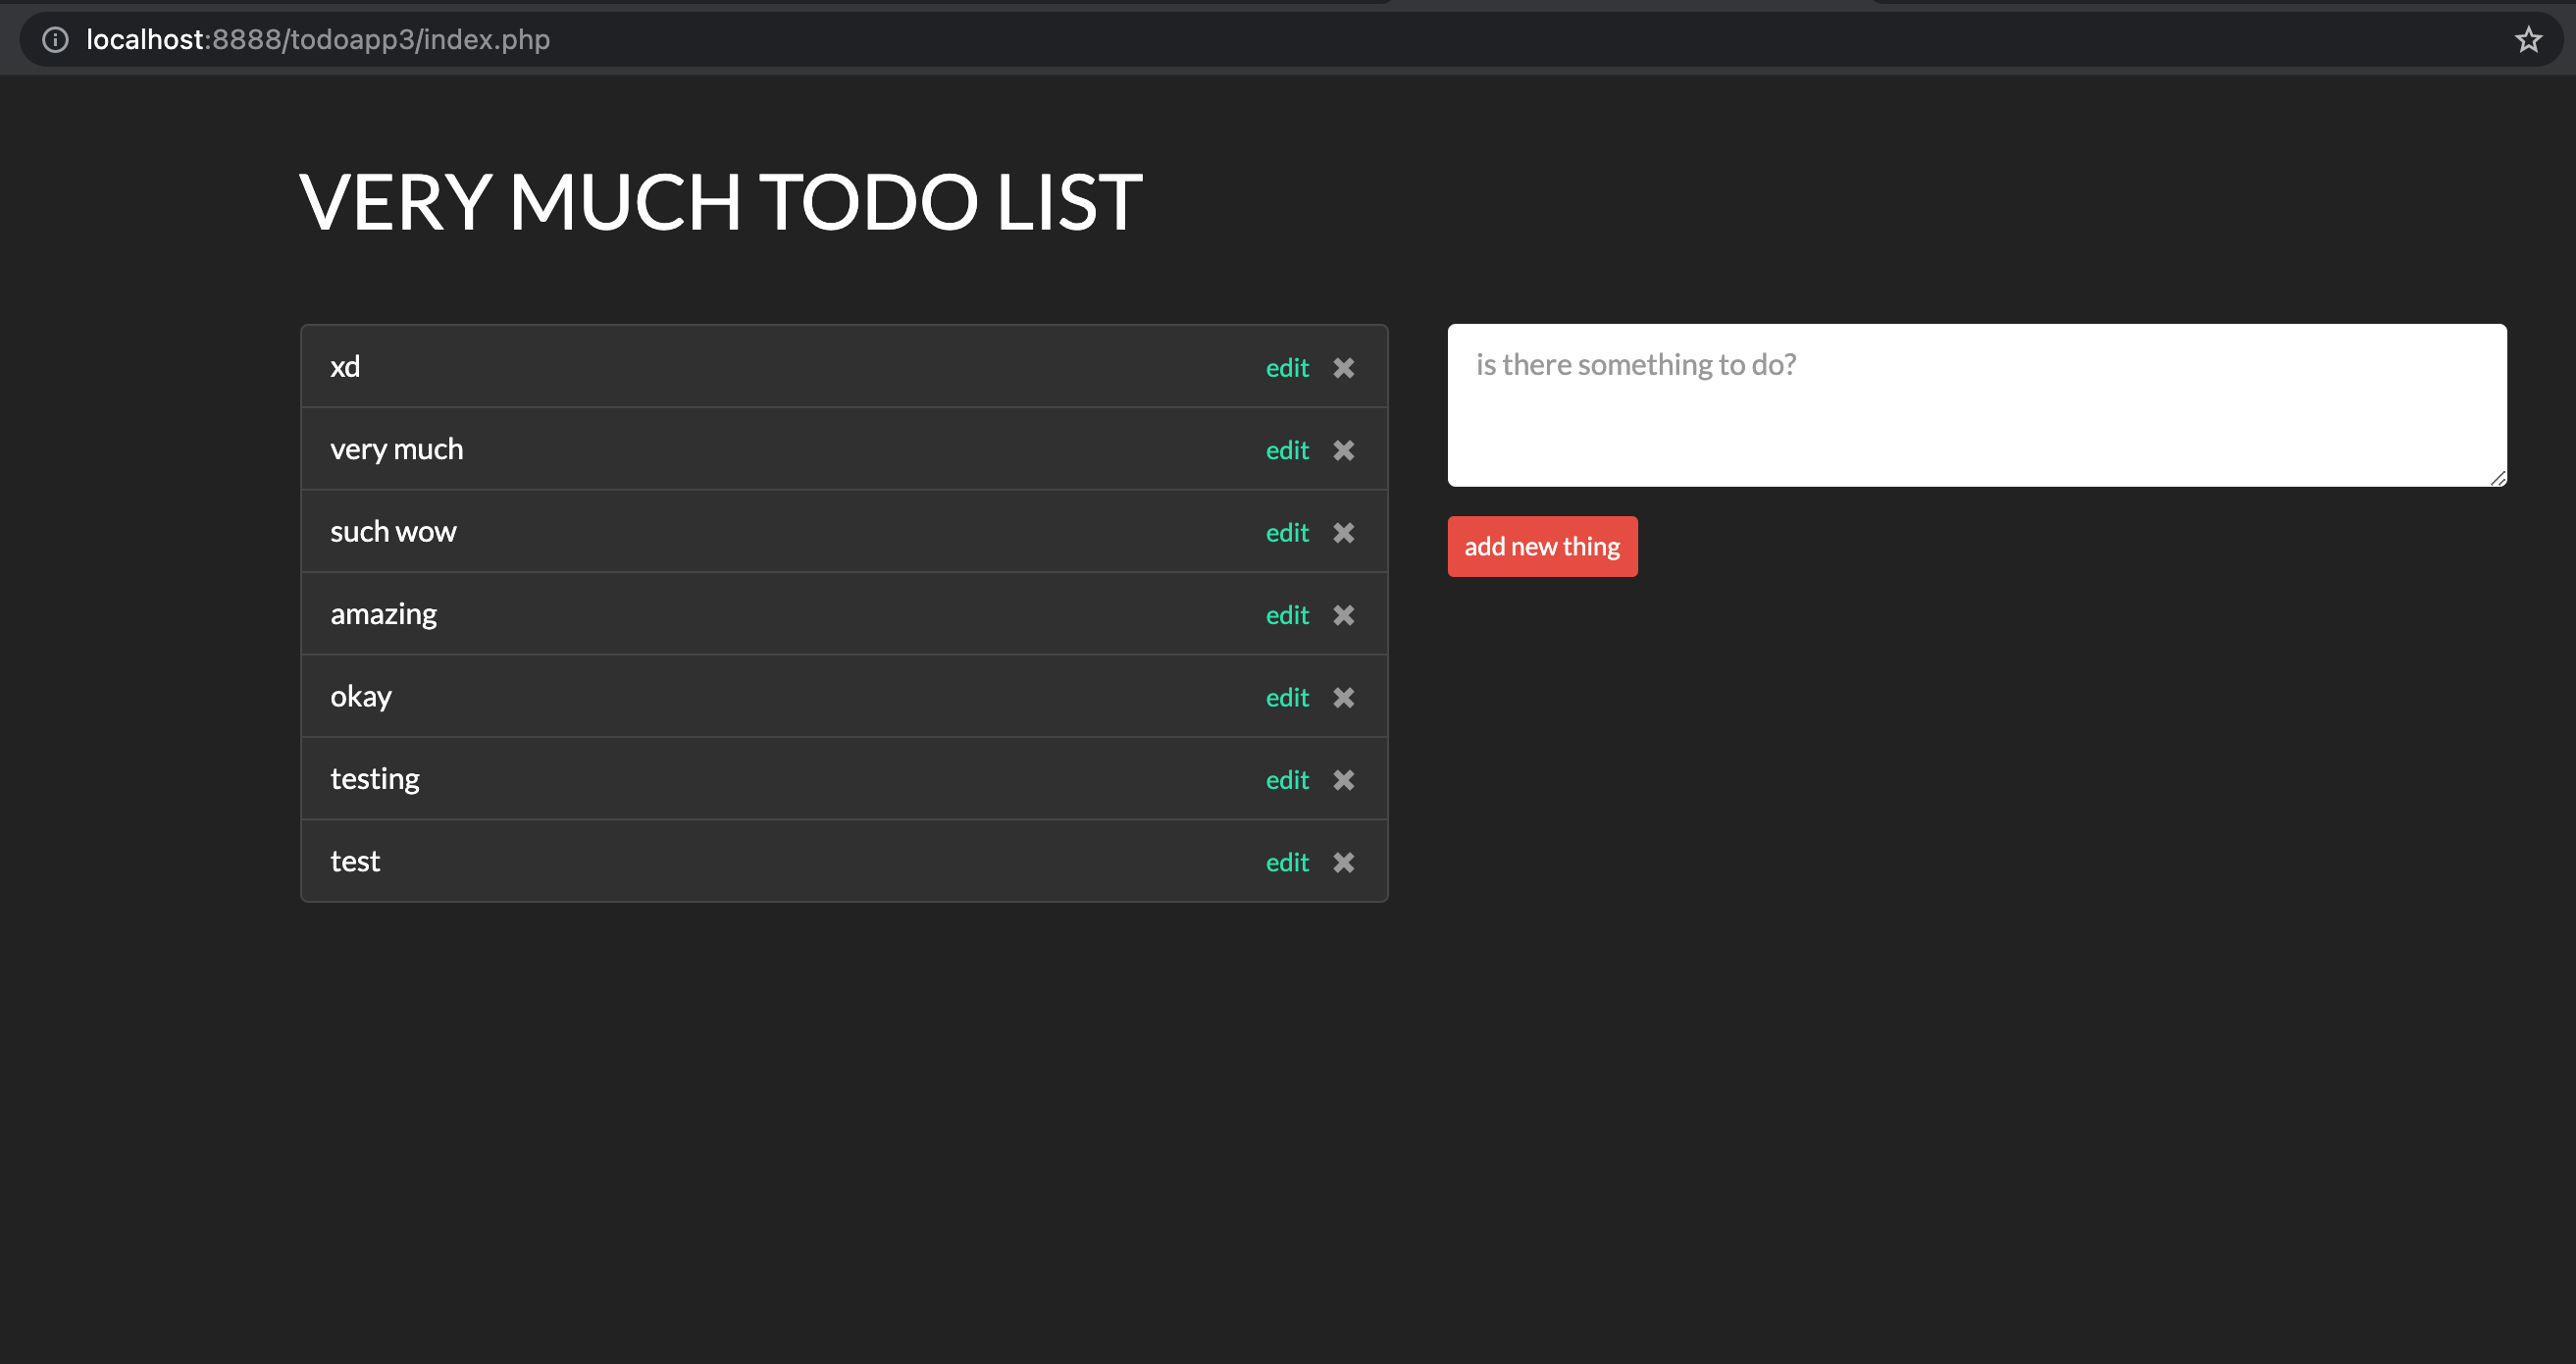 localhost:8888/todoapp3/index.php
VERY MUCH TODO LIST
xd edit ✖
very much edit ✖
such wow edit ✖
amazing edit ✖
okay edit ✖
testing edit ✖
test edit ✖
is there something to do?
add new thing